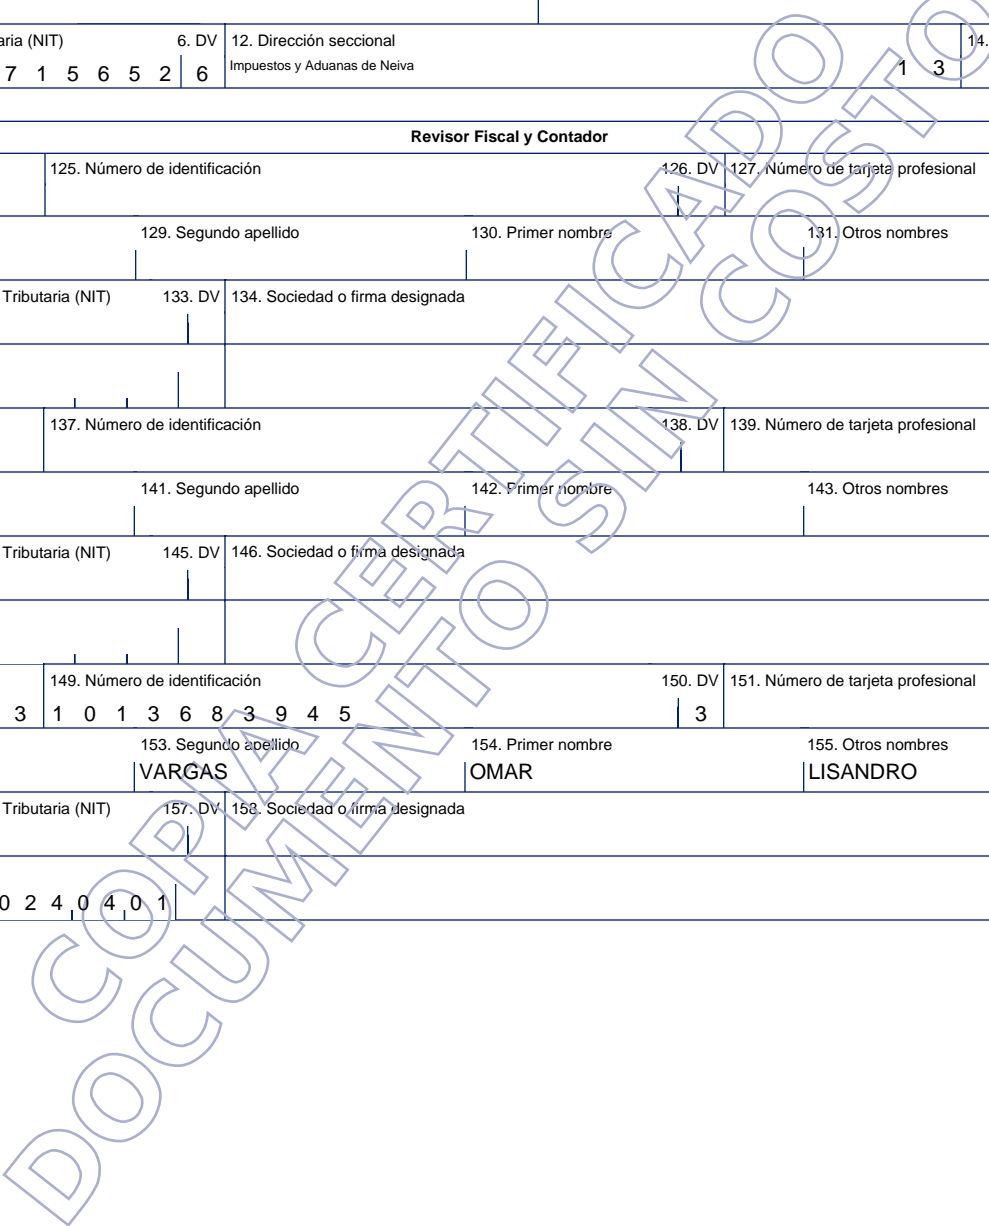 aria (NIT) 6. DV 12. Dirección seccional 14.
7 1 5 6 5 2 6 Impuestos y Aduanas de Neiva 1 3
Revisor Fiscal y Contador
125. Número de identificación 126. DV 127. Número de tarjeta profesional
129. Segundo apellido 130. Primer nombre 131. Otros nombres
Tributaria (NIT) 133. DV 134. Sociedad o firma designada
137. Número de identificación 138. DV 139. Número de tarjeta profesional
141. Segundo apellido 142. Primer nombre 143. Otros nombres
Tributaria (NIT) 145. DV 146. Sociedad o firma designada
149. Número de identificación 150. DV 151. Número de tarjeta profesional
3 1 0 1 3 6 8 3 9 4 5 3
153. Segundo apellido 154. Primer nombre 155. Otros nombres
VARGAS OMAR LISANDRO
Tributaria (NIT) 157. DV 158. Sociedad o firma designada
0 2 4 0 4 0 1
COPIA CERTIFICADO
DOCUMENTO SIN COSTO